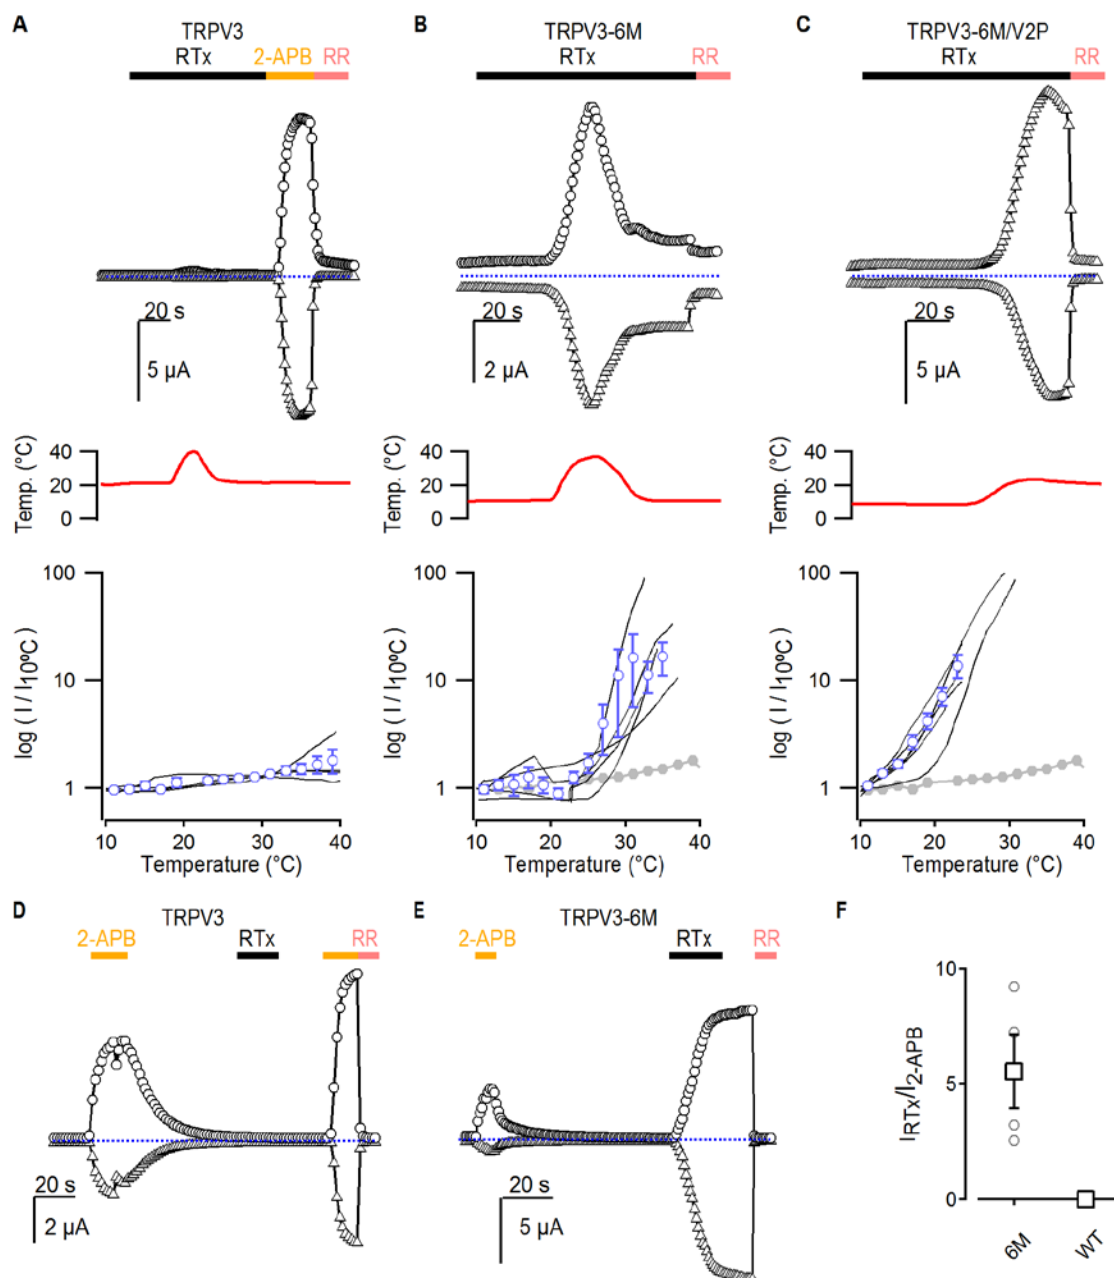 A
TRPV3
RTx 2-APB RR
20 s
5 µA
B
TRPV3-6M
RTx RR
20 s
2 µA
C
TRPV3-6M/V2P
RTx RR
20 s
5 µA
Temp. (°C)
40
20
0
Temp. (°C)
40
20
0
Temp. (°C)
40
20
0
log ( I / I10ºC )
100
10
1
10 20 30 40
Temperature (°C)
log ( I / I10ºC )
100
10
1
10 20 30 40
Temperature (°C)
log ( I / I10ºC )
100
10
1
10 20 30 40
Temperature (°C)
D
TRPV3
2-APB RTx RR
20 s
2 µA
E
TRPV3-6M
2-APB RTx RR
20 s
5 µA
F
IRTx/I2-APB
10
5
0
6M WT